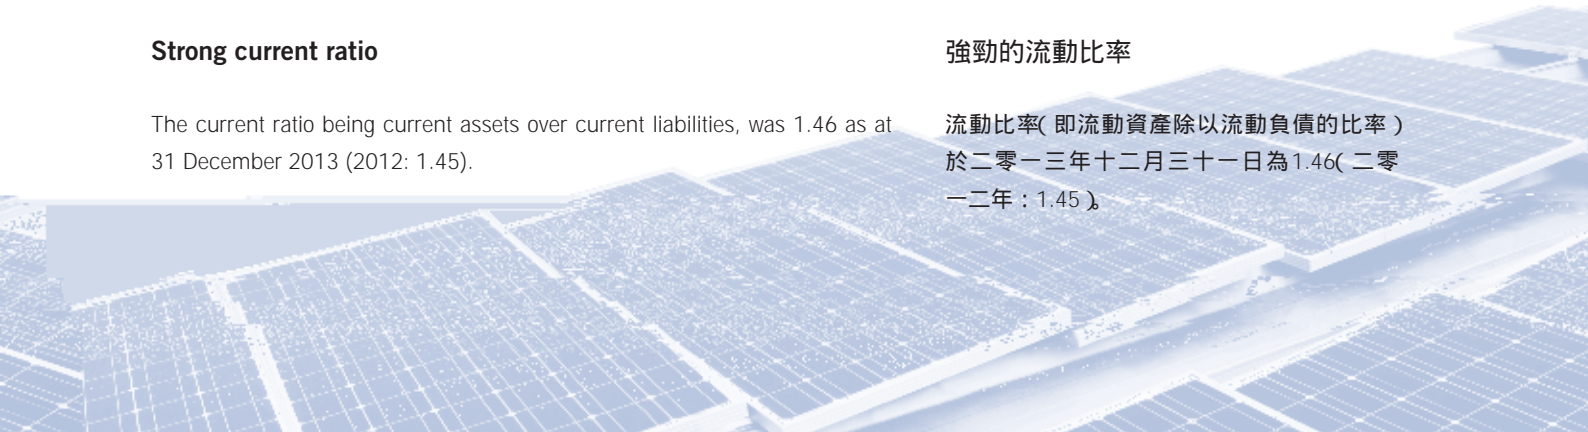 Strong current ratio
The current ratio being current assets over current liabilities, was 1.46 as at
31 December 2013 (2012: 1.45).
強勁的流動比率
流動比率(即流動資產除以流動負債的比率)
於二零一三年十二月三十一日為1.46(二零
一二年：1.45)。